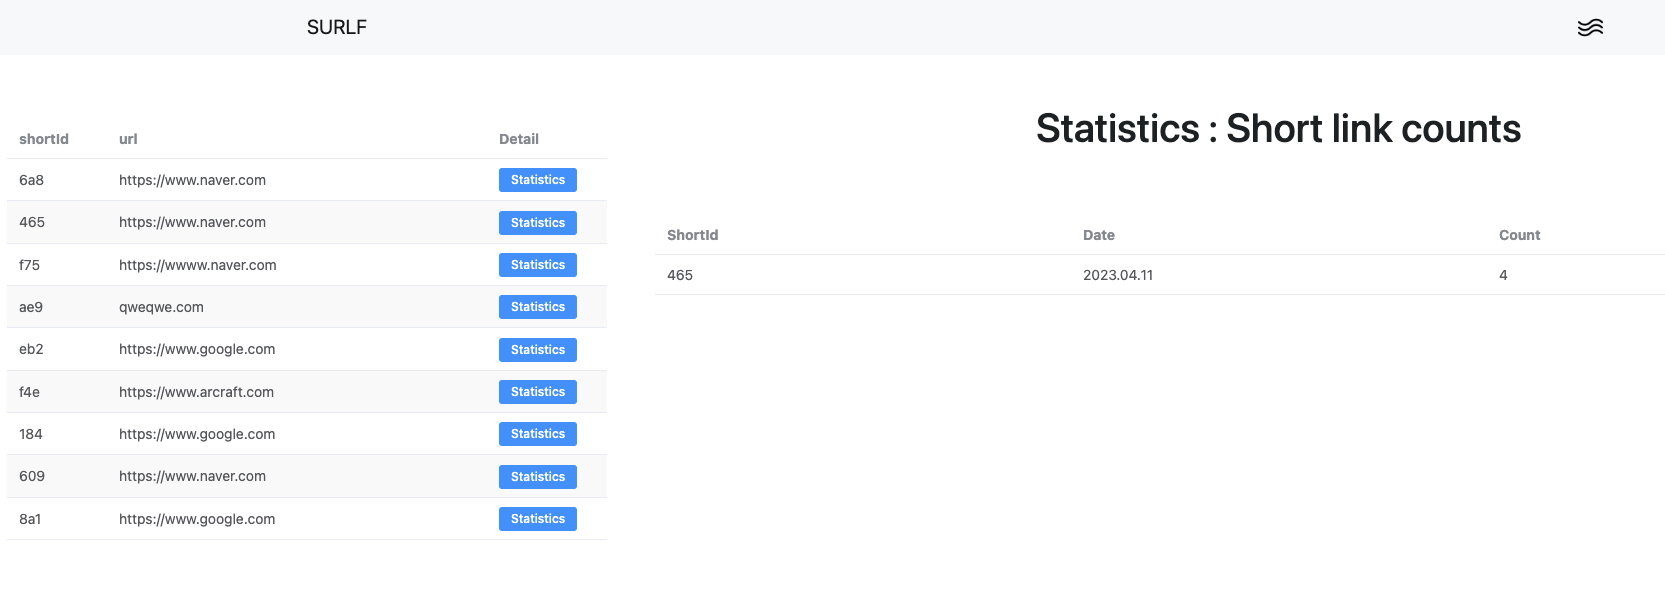 SURLF
shortId url Detail
6a8 https://www.naver.com Statistics
465 https://www.naver.com Statistics
f75 https://wwww.naver.com Statistics
ae9 qweqwe.com Statistics
eb2 https://www.google.com Statistics
f4e https://www.arcraft.com Statistics
184 https://www.google.com Statistics
609 https://www.naver.com Statistics
8a1 https://www.google.com Statistics
Statistics : Short link counts
ShortId Date Count
465 2023.04.11 4